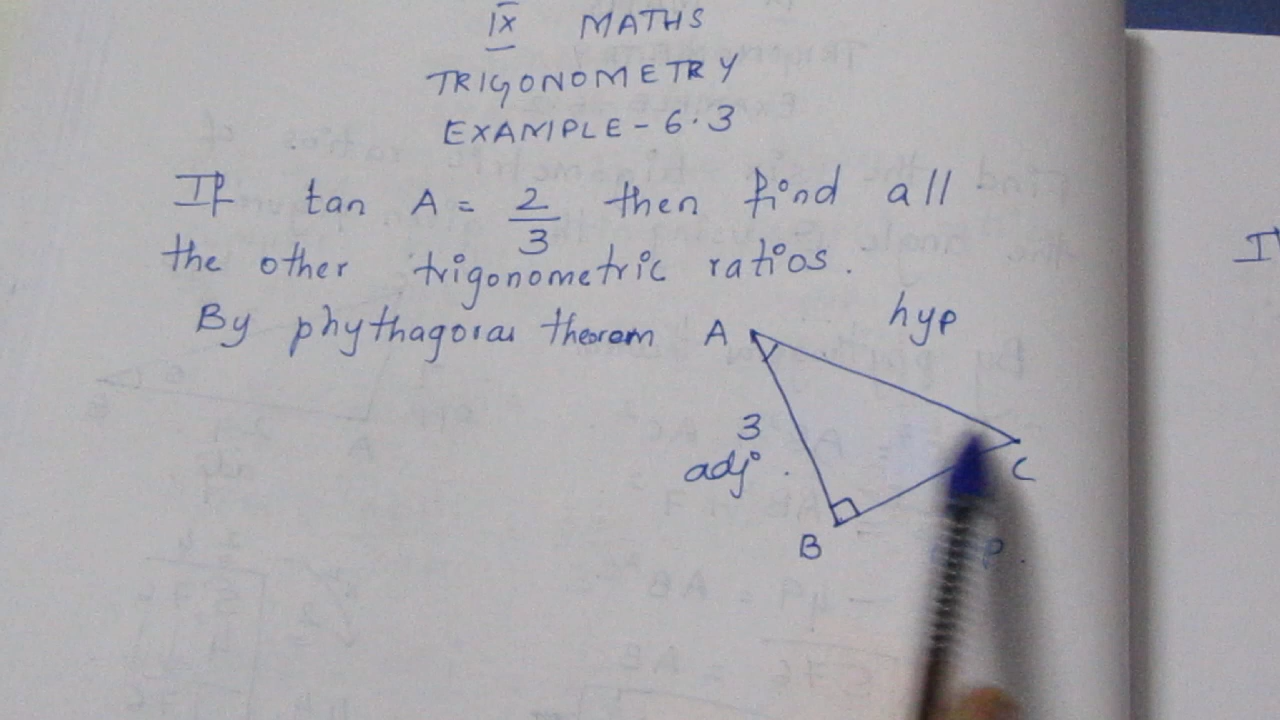 IX MATHS
TRIGONOMETRY
EXAMPLE - 6.3
If tan A = 2/3 then find all
the other trigonometric ratios.
By phythagoras theorem
A
hyp
3
adj.
C
B